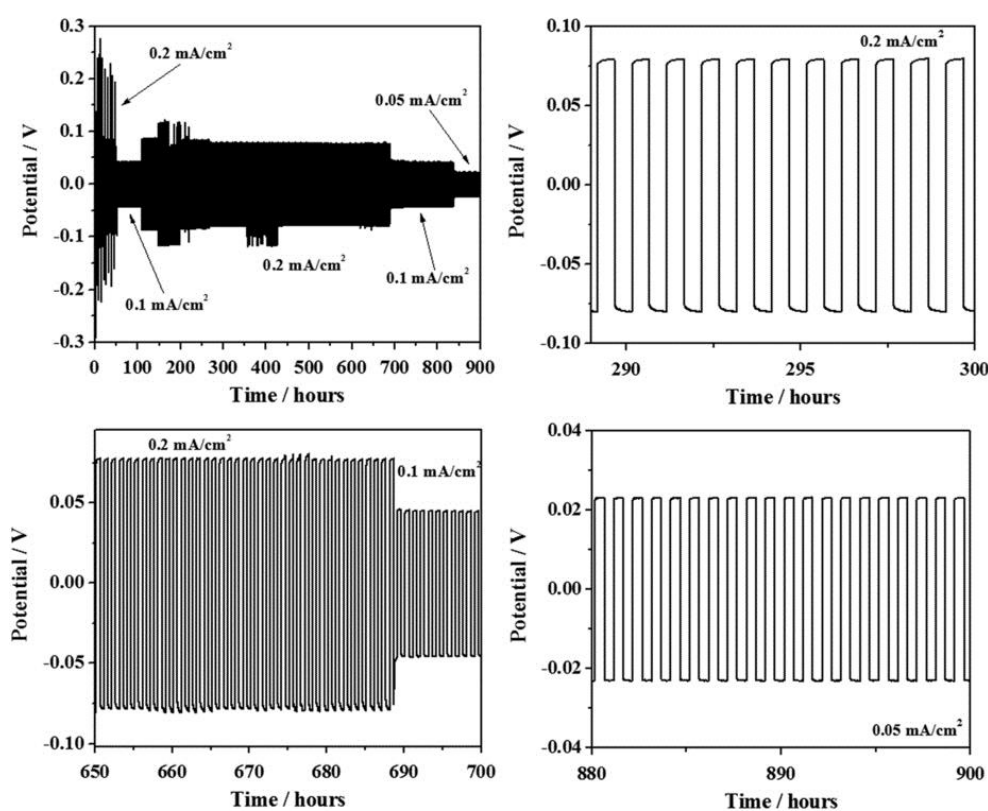 0.3
0.2 mA/cm²
0.2
0.05 mA/cm²
0.1
0.0
-0.1
0.2 mA/cm²
0.1 mA/cm²
0.1 mA/cm²
-0.2
-0.3
0 100 200 300 400 500 600 700 800 900
Potential / V
Time / hours
0.10
0.2 mA/cm²
0.05
0.00
-0.05
-0.10
290 295 300
Potential / V
Time / hours
0.2 mA/cm²
0.1 mA/cm²
0.05
0.00
-0.05
-0.10
650 660 670 680 690 700
Potential / V
Time / hours
0.04
0.02
0.00
-0.02
0.05 mA/cm²
-0.04
880 890 900
Potential / V
Time / hours